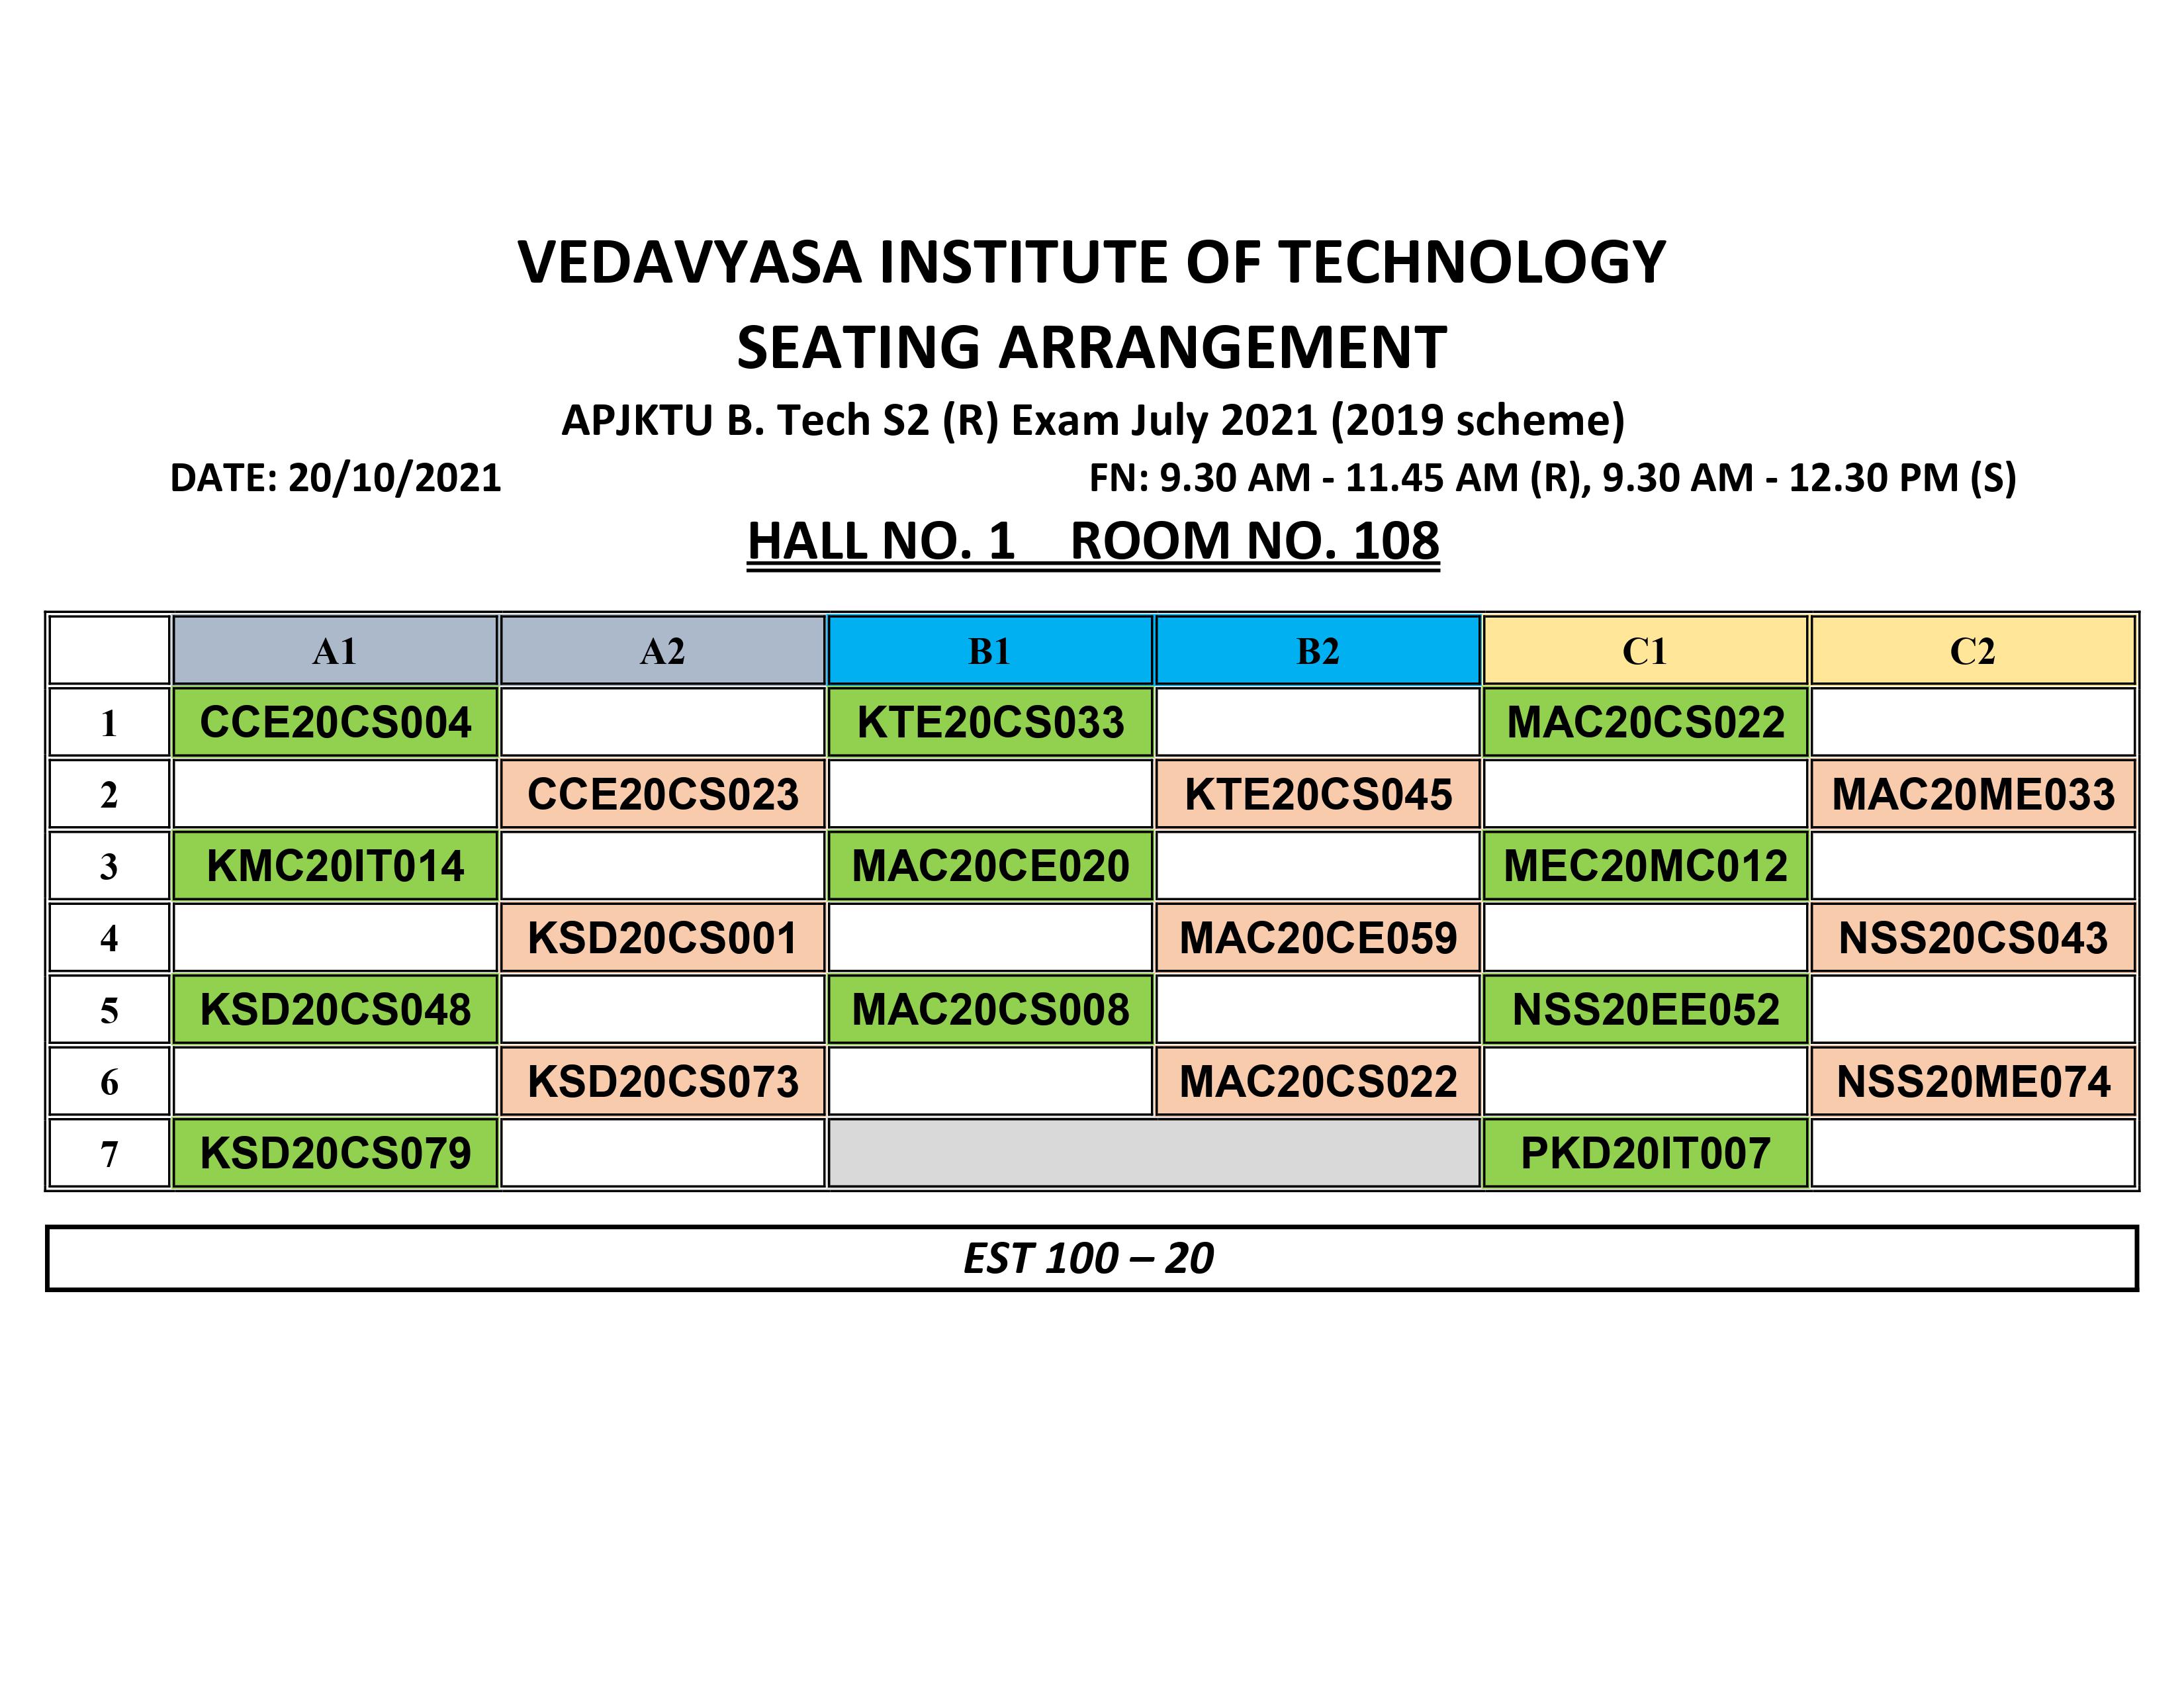 VEDAVYASA INSTITUTE OF TECHNOLOGY
SEATING ARRANGEMENT
APJKTU B. Tech S2 (R) Exam July 2021 (2019 scheme)
DATE: 20/10/2021 FN: 9.30 AM - 11.45 AM (R), 9.30 AM - 12.30 PM (S)
HALL NO. 1 ROOM NO. 108
A1 A2 B1 B2 C1 C2
1 CCE20CS004 KTE20CS033 MAC20CS022
2 CCE20CS023 KTE20CS045 MAC20ME033
3 KMC20IT014 MAC20CE020 MEC20MC012
4 KSD20CS001 MAC20CE059 NSS20CS043
5 KSD20CS048 MAC20CS008 NSS20EE052
6 KSD20CS073 MAC20CS022 NSS20ME074
7 KSD20CS079 PKD20IT007
EST 100 – 20